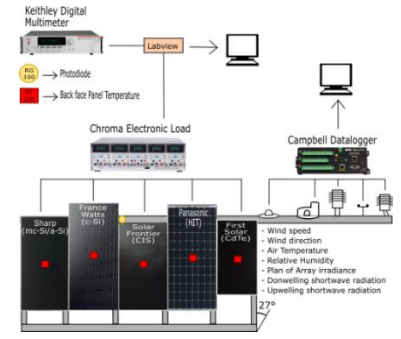 Keithley Digital
Multimeter
Labview
RG
100
Photodiode
Back face Panel Temperature
Chroma Electronic Load
Campbell Datalogger
Sharp
(mc-Si/a-Si)
France
Watts
(c-Si)
Solar
Frontier
(CIS)
Panasonic
(HIT)
First
Solar
(CdTe)
- Wind speed
- Wind direction
- Air Temperature
- Relative Humidity
- Plan of Array irradiance
- Donwelling shortwave radiation
- Upwelling shortwave radiation
27°